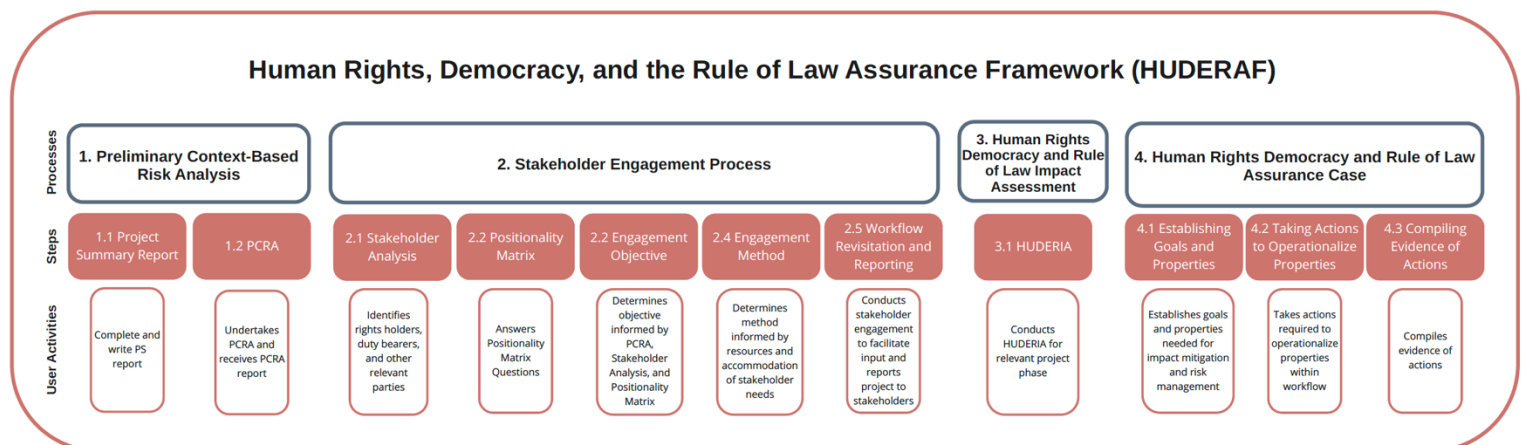 Human Rights, Democracy, and the Rule of Law Assurance Framework (HUDERAF)
Processes
1. Preliminary Context-Based
Risk Analysis
2. Stakeholder Engagement Process
3. Human Rights
Democracy and Rule
of Law Impact
Assessment
4. Human Rights Democracy and Rule of Law
Assurance Case
Steps
1.1 Project
Summary Report
1.2 PCRA
2.1 Stakeholder
Analysis
2.2 Positionality
Matrix
2.2 Engagement
Objective
2.4 Engagement
Method
2.5 Workflow
Revisitation and
Reporting
3.1 HUDERIA
4.1 Establishing
Goals and
Properties
4.2 Taking Actions
to Operationalize
Properties
4.3 Compiling
Evidence of
Actions
User Activities
Complete and
write PS
report
Undertakes
PCRA and
receives PCRA
report
Identifies
rights holders,
duty bearers,
and other
relevant
parties
Answers
Positionality
Matrix
Questions
Determines
objective
informed by
PCRA,
Stakeholder
Analysis, and
Positionality
Matrix
Determines
method
informed by
resources and
accommodation
of stakeholder
needs
Conducts
stakeholder
engagement
to facilitate
input and
reports
project to
stakeholders
Conducts
HUDERIA for
relevant project
phase
Establishes goals
and properties
needed for
impact mitigation
and risk
management
Takes actions
required to
operationalize
properties
within
workflow
Compiles
evidence of
actions